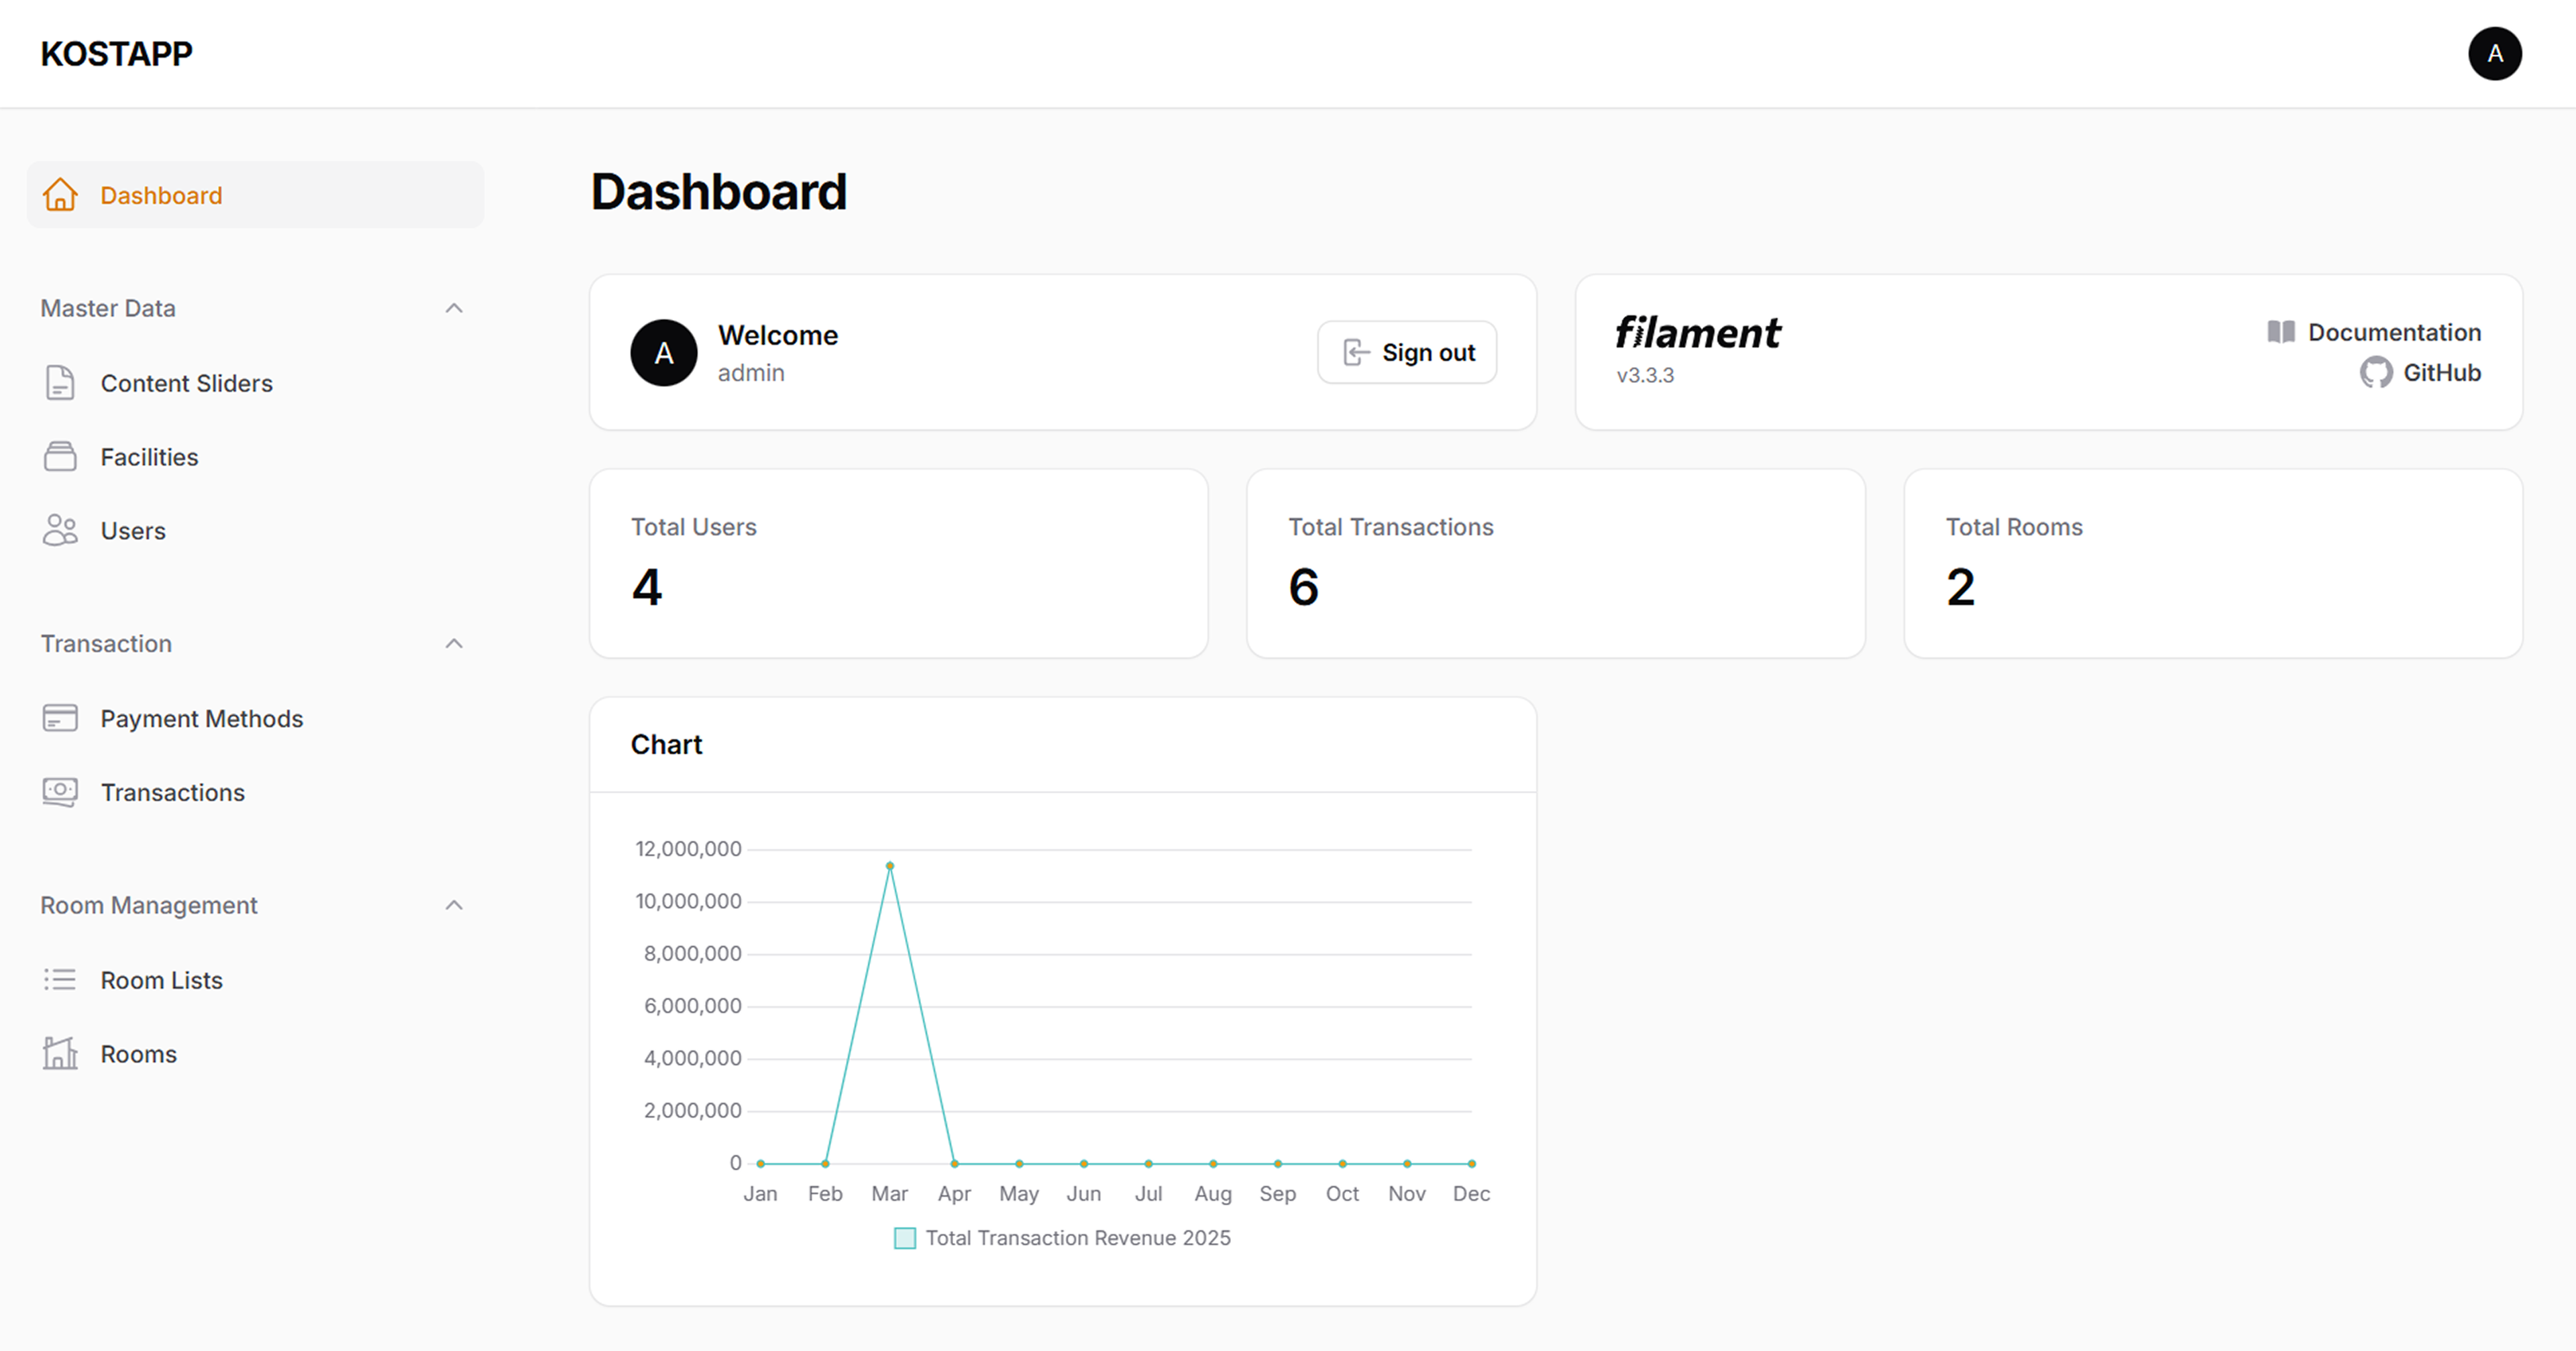 KOSTAPP
A
Dashboard
Master Data
Content Sliders
Facilities
Users
Transaction
Payment Methods
Transactions
Room Management
Room Lists
Rooms
Dashboard
A
Welcome
admin
Sign out
filament
v3.3.3
Documentation
GitHub
Total Users
4
Total Transactions
6
Total Rooms
2
Chart
12,000,000
10,000,000
8,000,000
6,000,000
4,000,000
2,000,000
0
Jan Feb Mar Apr May Jun Jul Aug Sep Oct Nov Dec
Total Transaction Revenue 2025